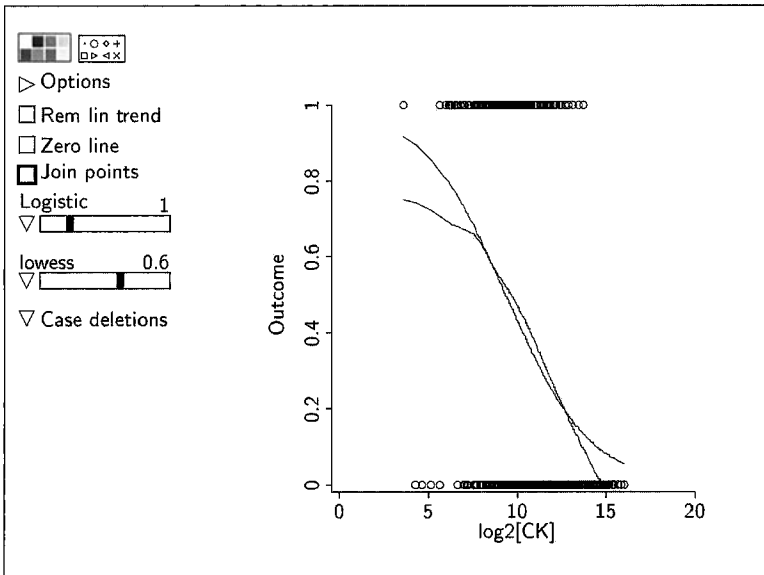 Options
Rem lin trend
Zero line
Join points
Logistic 1
lowess 0.6
Case deletions
Outcome
1
0.8
0.6
0.4
0.2
0
0 5 10 15 20
log2[CK]